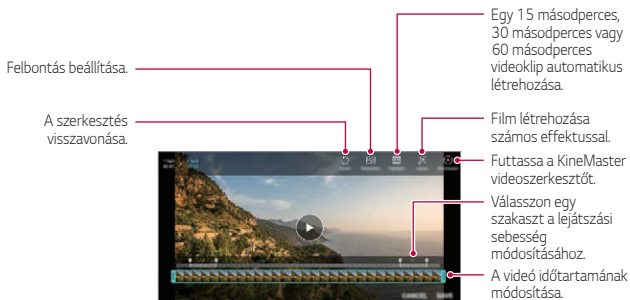 Egy 15 másodperces,
30 másodperces vagy
60 másodperces
videoklip automatikus
létrehozása.
Felbontás beállítása.
A szerkesztés
visszavonása.
Film létrehozása
számos effektussal.
Futtassa a KineMaster
videoszerkesztőt.
Válasszon egy
szakaszt a lejátszási
sebesség
módosításához.
A videó időtartamának
módosítása.
CANCEL SAVE